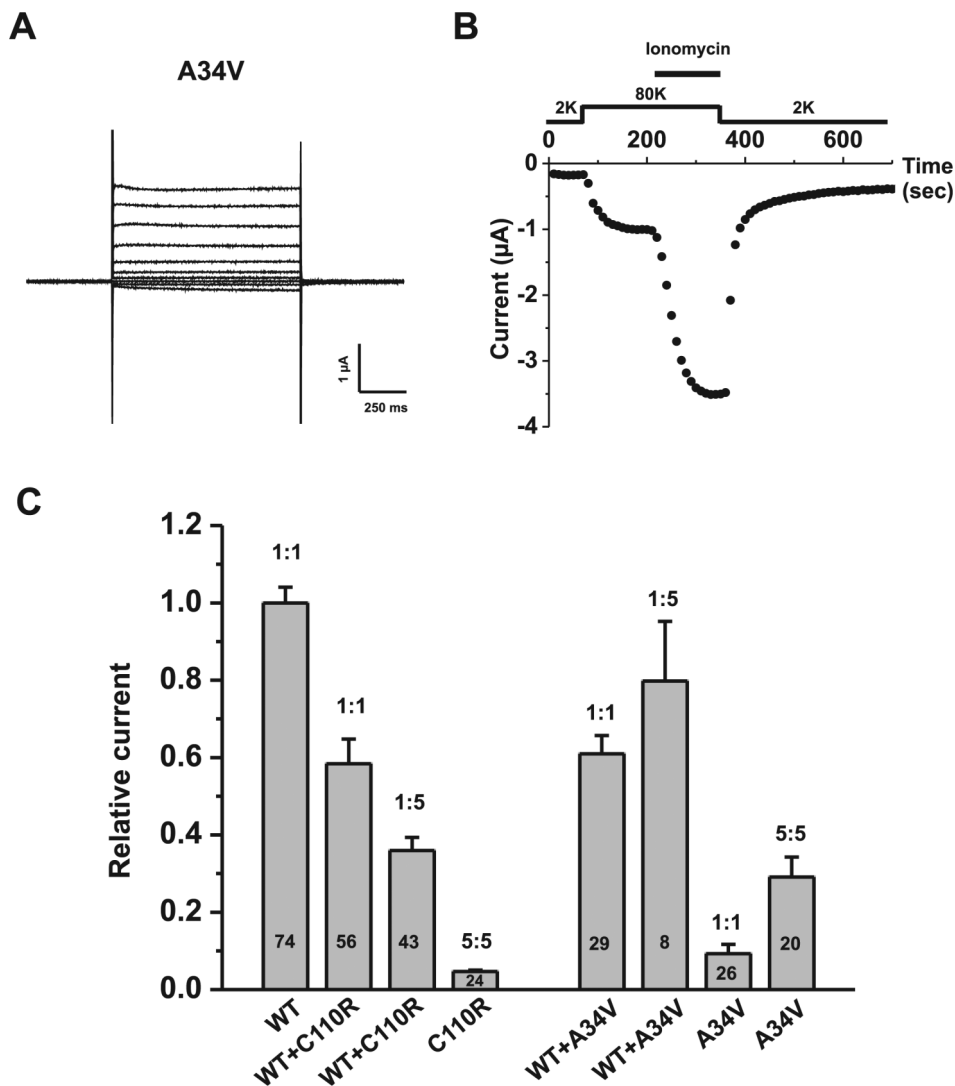 A
A34V
1 µA
250 ms
B
Ionomycin
80K
2K
2K
0 200 400 600
Time
(sec)
0
-1
-2
-3
-4
Current (µA)
C
1.2
1.0
0.8
0.6
0.4
0.2
0.0
Relative current
1:1
1:1
1:5
5:5
1:1
1:5
1:1
5:5
74
56
43
24
29
8
26
20
WT
WT+C110R
WT+C110R
C110R
WT+A34V
WT+A34V
A34V
A34V